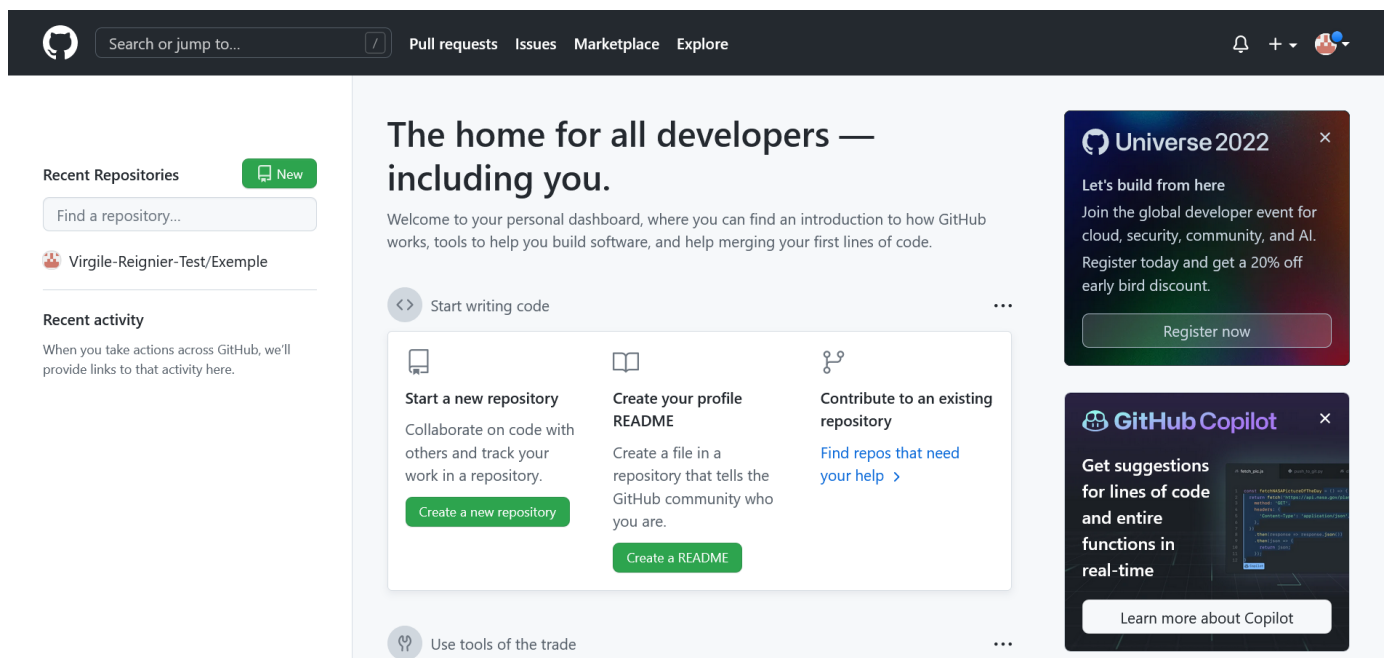 Search or jump to... /
Pull requests Issues Marketplace Explore
Recent Repositories
New
Find a repository...
Virgile-Reignier-Test/Exemple
Recent activity
When you take actions across GitHub, we'll
provide links to that activity here.
The home for all developers —
including you.
Welcome to your personal dashboard, where you can find an introduction to how GitHub
works, tools to help you build software, and help merging your first lines of code.
Start writing code
Start a new repository
Collaborate on code with
others and track your
work in a repository.
Create a new repository
Create your profile
README
Create a file in a
repository that tells the
GitHub community who
you are.
Create a README
Contribute to an existing
repository
Find repos that need
your help >
Use tools of the trade
Universe 2022
Let's build from here
Join the global developer event for
cloud, security, community, and AI.
Register today and get a 20% off
early bird discount.
Register now
GitHub Copilot
Get suggestions
for lines of code
and entire
functions in
real-time
Learn more about Copilot